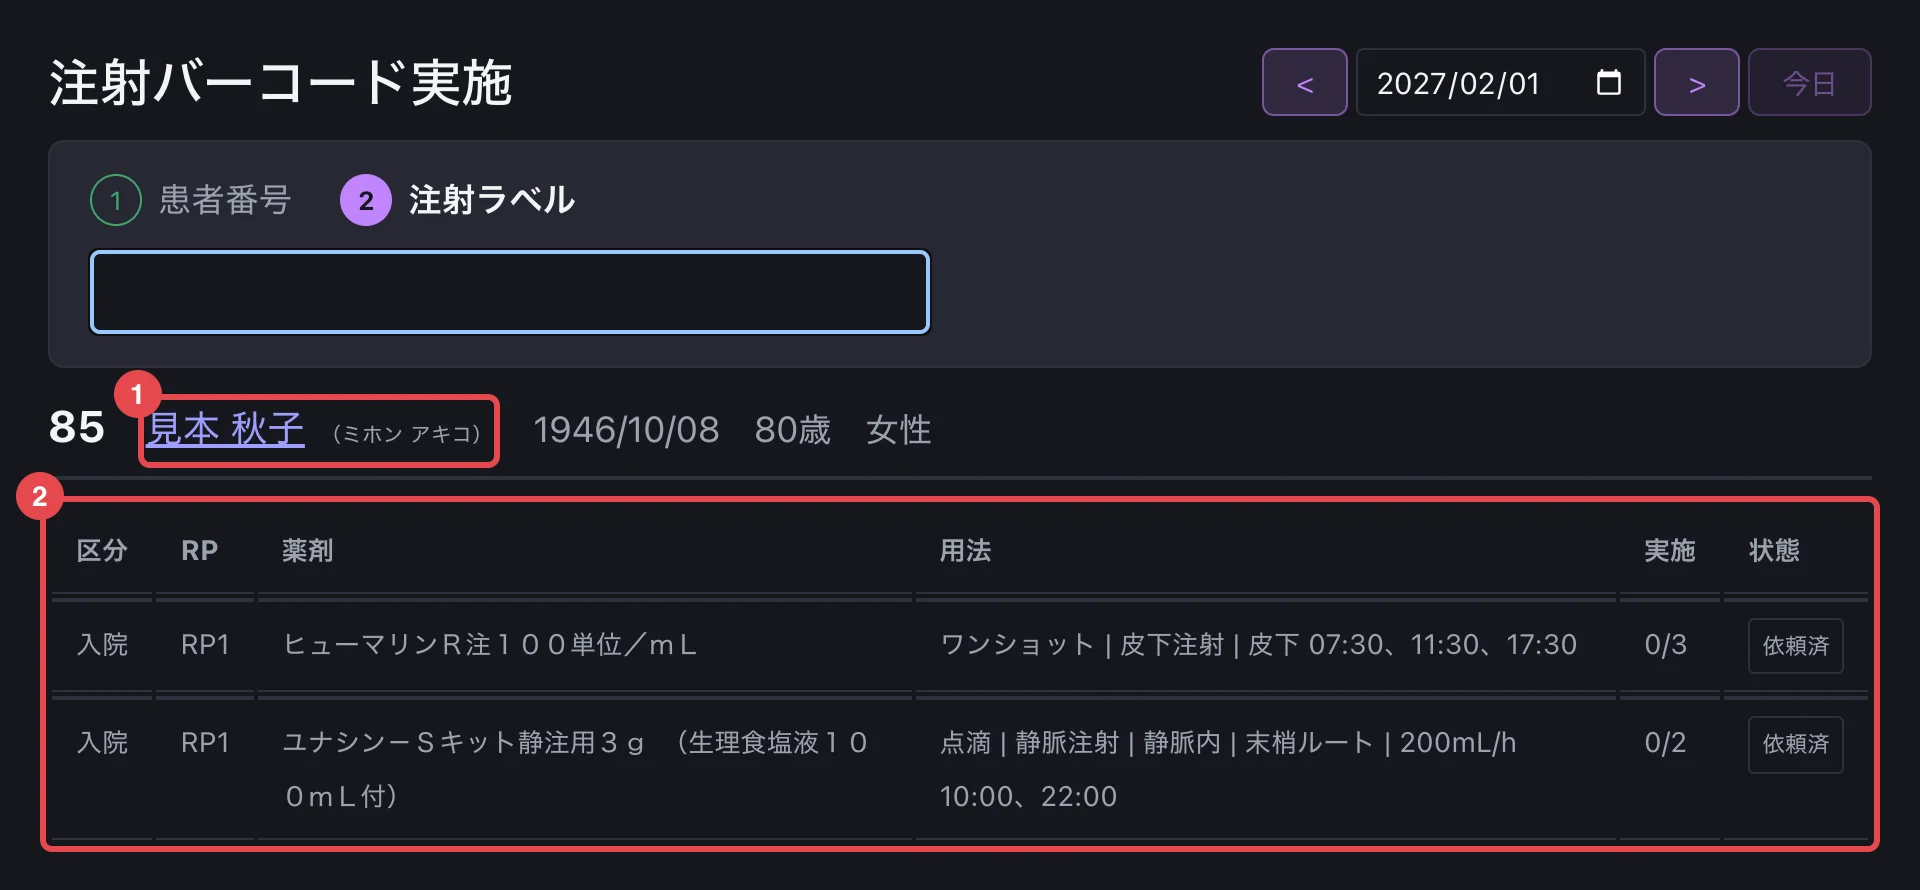 注射バーコード実施
< 2027/02/01 > 今日
1 患者番号 2 注射ラベル
1
85 見本 秋子 （ミホン アキコ） 1946/10/08 80歳 女性
2
区分 RP 薬剤 用法 実施 状態
入院 RP1 ヒューマリンＲ注１００単位／ｍＬ ワンショット | 皮下注射 | 皮下 07:30、11:30、17:30 0/3 依頼済
入院 RP1 ユナシン－Ｓキット静注用３ｇ （生理食塩液１０ 点滴 | 静脈注射 | 静脈内 | 末梢ルート | 200mL/h 0/2 依頼済
０ｍＬ付） 10:00、22:00